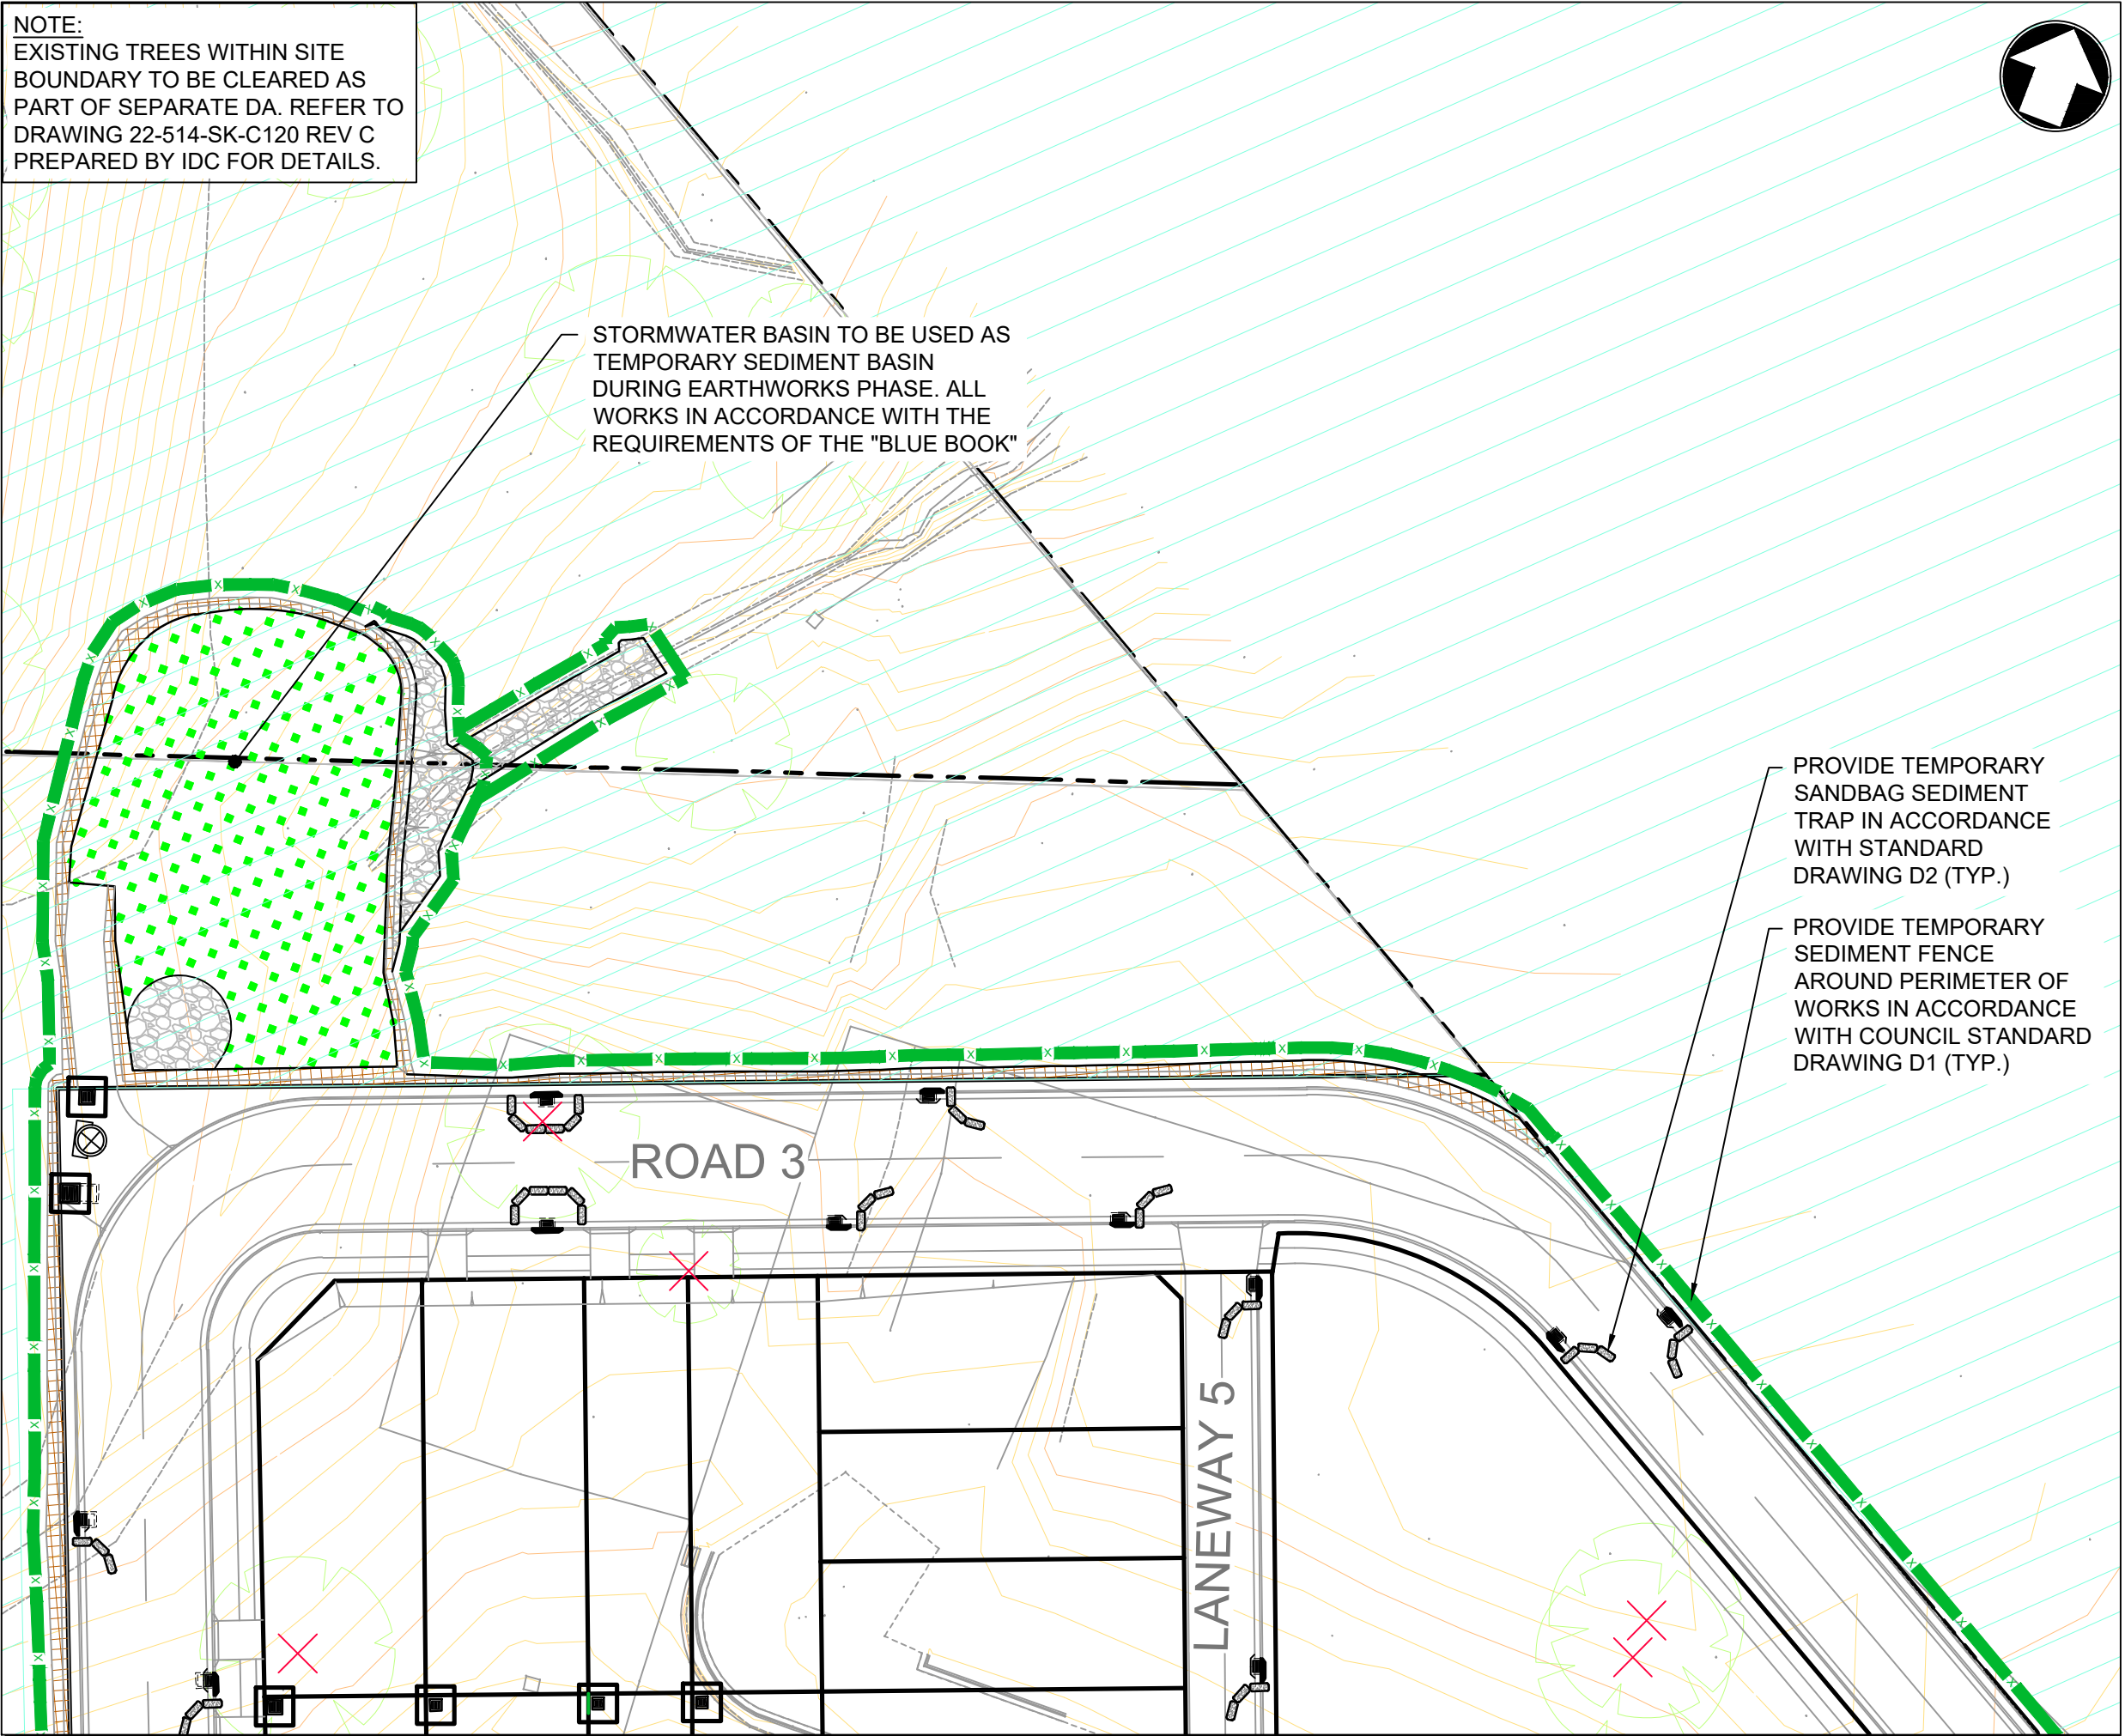 NOTE:
EXISTING TREES WITHIN SITE
BOUNDARY TO BE CLEARED AS
PART OF SEPARATE DA. REFER TO
DRAWING 22-514-SK-C120 REV C
PREPARED BY IDC FOR DETAILS.
STORMWATER BASIN TO BE USED AS
TEMPORARY SEDIMENT BASIN
DURING EARTHWORKS PHASE. ALL
WORKS IN ACCORDANCE WITH THE
REQUIREMENTS OF THE "BLUE BOOK"
PROVIDE TEMPORARY
SANDBAG SEDIMENT
TRAP IN ACCORDANCE
WITH STANDARD
DRAWING D2 (TYP.)
PROVIDE TEMPORARY
SEDIMENT FENCE
AROUND PERIMETER OF
WORKS IN ACCORDANCE
WITH COUNCIL STANDARD
DRAWING D1 (TYP.)
ROAD 3
LANEWAY 5